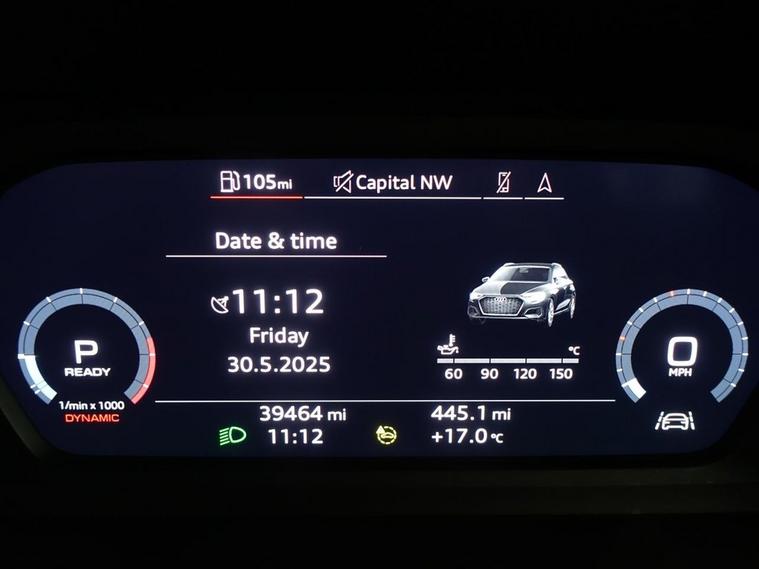 105mi Capital NW
Date & time
11:12
Friday
30.5.2025
P
READY
1/min x 1000
DYNAMIC
°C
60 90 120 150
0
MPH
39464 mi 445.1 mi
11:12 +17.0 °C